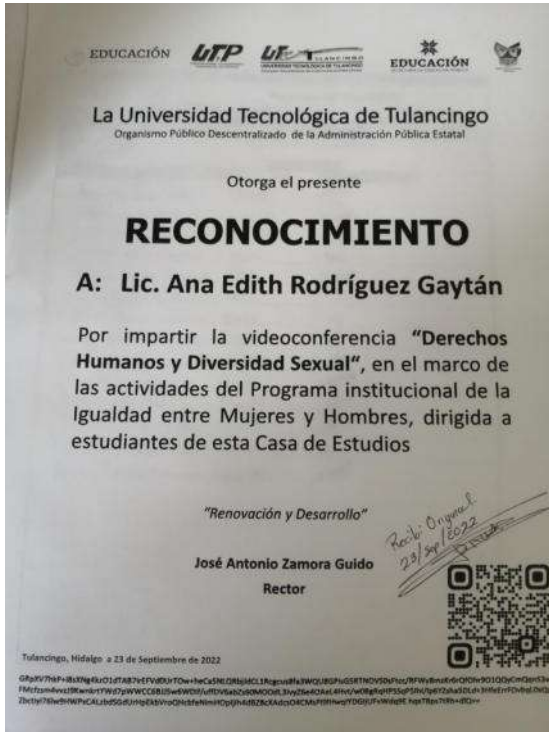 EDUCACIÓN UTP UT TULANCINGO EDUCACIÓN
La Universidad Tecnológica de Tulancingo
Organismo Público Descentralizado de la Administración Pública Estatal
Otorga el presente
RECONOCIMIENTO
A: Lic. Ana Edith Rodríguez Gaytán
Por impartir la videoconferencia "Derechos
Humanos y Diversidad Sexual", en el marco de
las actividades del Programa institucional de la
Igualdad entre Mujeres y Hombres, dirigida a
estudiantes de esta Casa de Estudios
"Renovación y Desarrollo"
Recibí Original
23/Sep/2022
José Antonio Zamora Guido
Rector
Tulancingo, Hidalgo a 23 de Septiembre de 2022